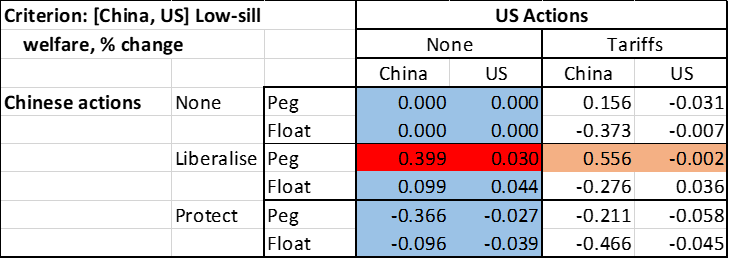 Criterion: [China, US] Low-sill US Actions
welfare, % change None Tariffs
China US China US
Chinese actions None Peg 0.000 0.000 0.156 -0.031
Float 0.000 0.000 -0.373 -0.007
Liberalise Peg 0.399 0.030 0.556 -0.002
Float 0.099 0.044 -0.276 0.036
Protect Peg -0.366 -0.027 -0.211 -0.058
Float -0.096 -0.039 -0.466 -0.045